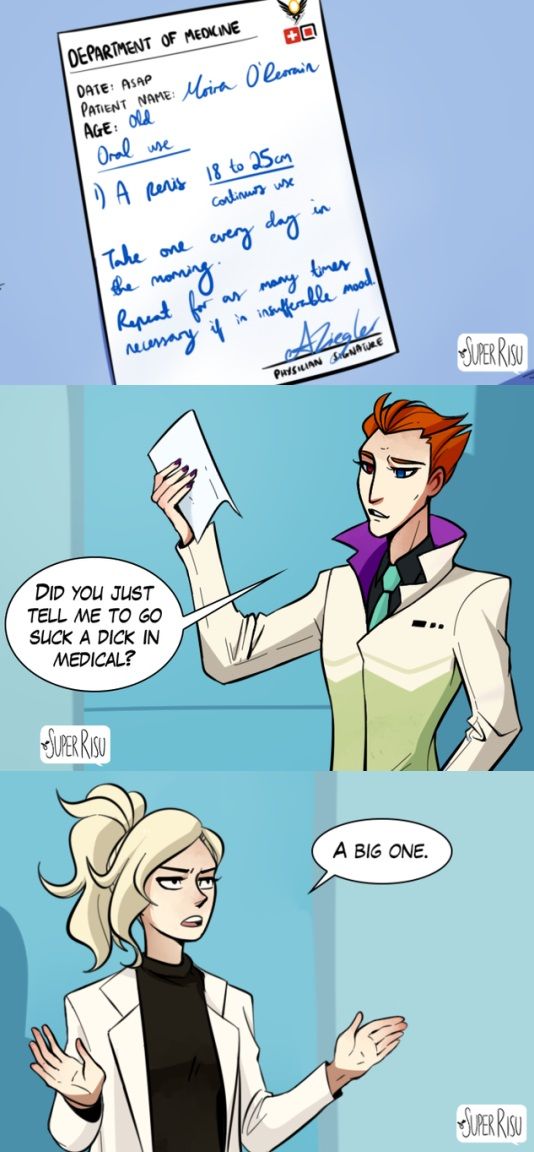 DEPARTMENT OF MEDICINE
DATE: ASAP
PATIENT NAME: Moira O'Deorain
AGE: Old
Oral use
1) A penis 18 to 25cm
continuous use
Take one every day in
the morning.
Repeat for as many times
necessary if in insufferable mood.
AZiegler
PHYSICIAN SIGNATURE
SUPER RISU
DID YOU JUST
TELL ME TO GO
SUCK A DICK IN
MEDICAL?
SUPER RISU
A BIG ONE.
SUPER RISU